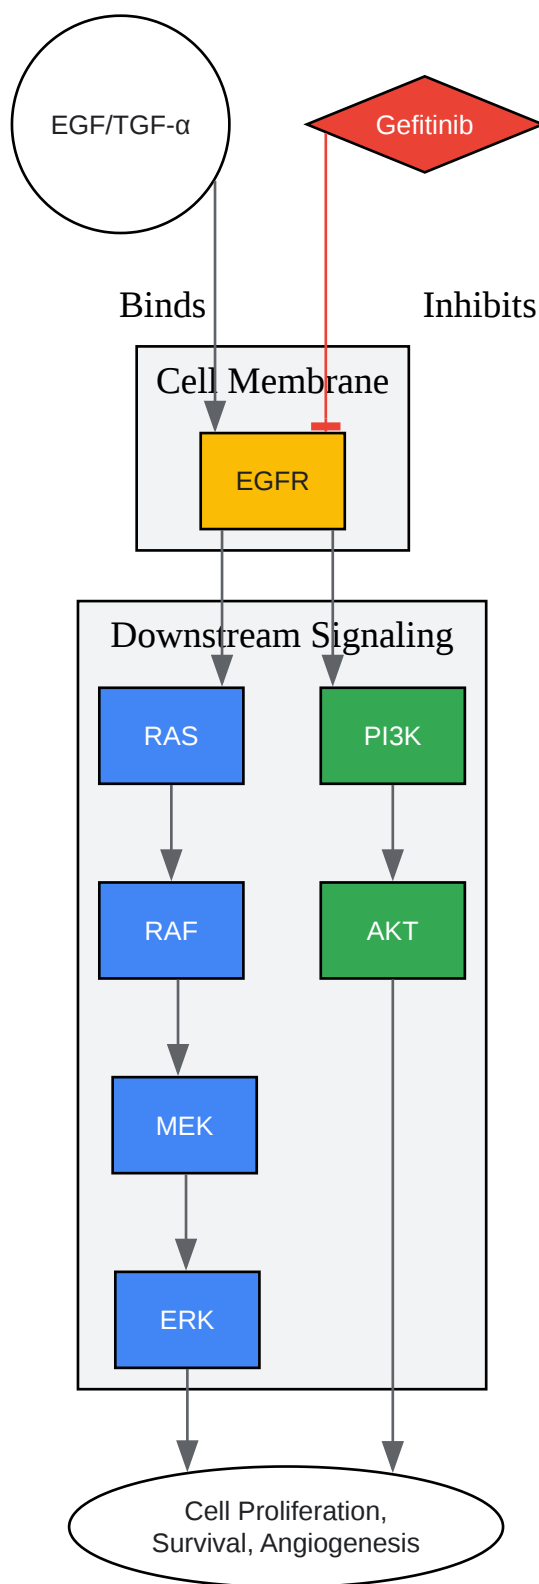 EGF/TGF-α
Gefitinib
Binds
Inhibits
Cell Membrane
EGFR
Downstream Signaling
RAS
PI3K
RAF
AKT
MEK
ERK
Cell Proliferation,
Survival, Angiogenesis